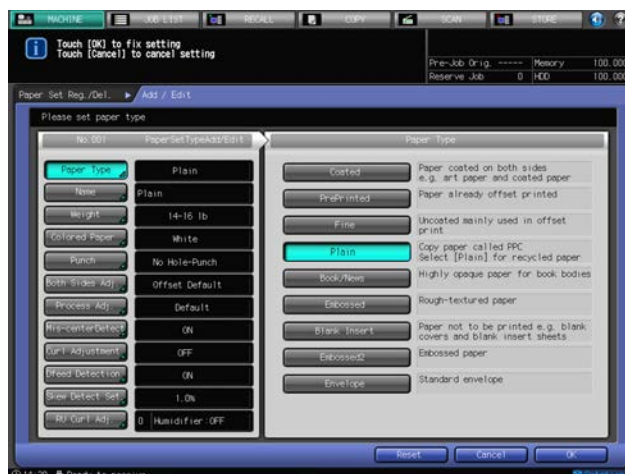 MACHINE JOB LIST RECALL COPY SCAN STORE
Touch [OK] to fix setting
Touch [Cancel] to cancel setting
Pre-Job Orig. ----- Memory 100.000
Reserve Job 0 HDD 100.000
Paper Set Reg./Del. Add / Edit
Please set paper type
No.001 PaperSetTypeAdd/Edit
Paper Type Plain
Name Plain
Weight 14-16 lb
Colored Paper White
Punch No Hole-Punch
Both Sides Adj. Offset Default
Process Adj. Default
Mis-centerDetect ON
Curl Adjustment OFF
Dfeed Detection ON
Skew Detect Set. 1.0%
RU Curl Adj. 0 Humidifier:OFF
Paper Type
Coated Paper coated on both sides
e.g. art paper and coated paper
PrePrinted Paper already offset printed
Fine Uncoated mainly used in offset
print
Plain Copy paper called PPC
Select [Plain] for recycled paper
Book/News Highly opaque paper for book bodies
Embossed Rough-textured paper
Blank Insert Paper not to be printed e.g. blank
covers and blank insert sheets
Embossed2 Embossed paper
Envelope Standard envelope
Reset Cancel OK